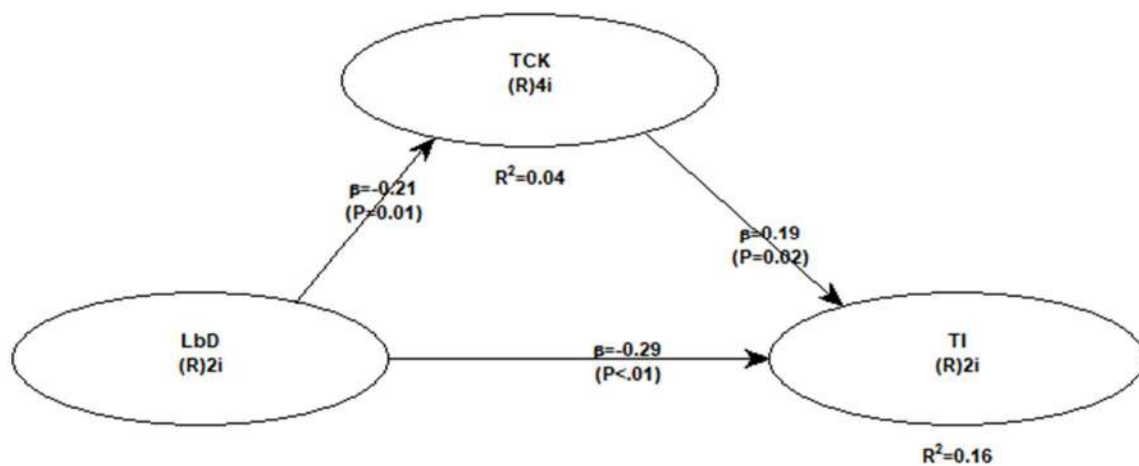 TCK
(R)4i
R²=0.04
β=-0.21
(P=0.01)
β=0.19
(P=0.02)
LbD
(R)2i
β=-0.29
(P<.01)
TI
(R)2i
R²=0.16